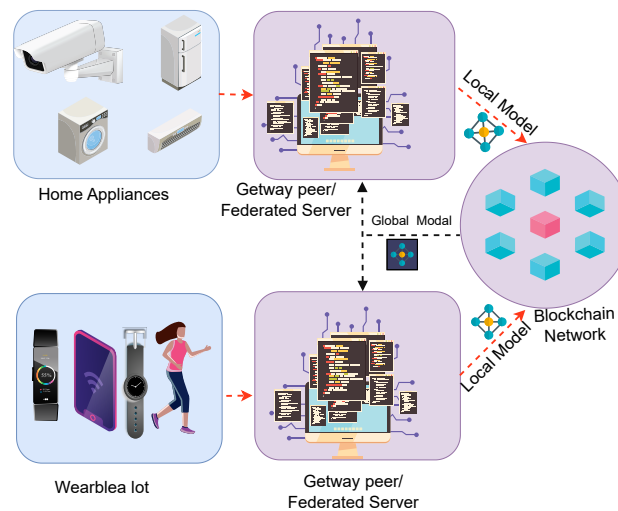 Home Appliances
Getway peer/
Federated Server
Local Model
Global Modal
Blockchain
Network
Local Model
55%
Wearblea lot
Getway peer/
Federated Server